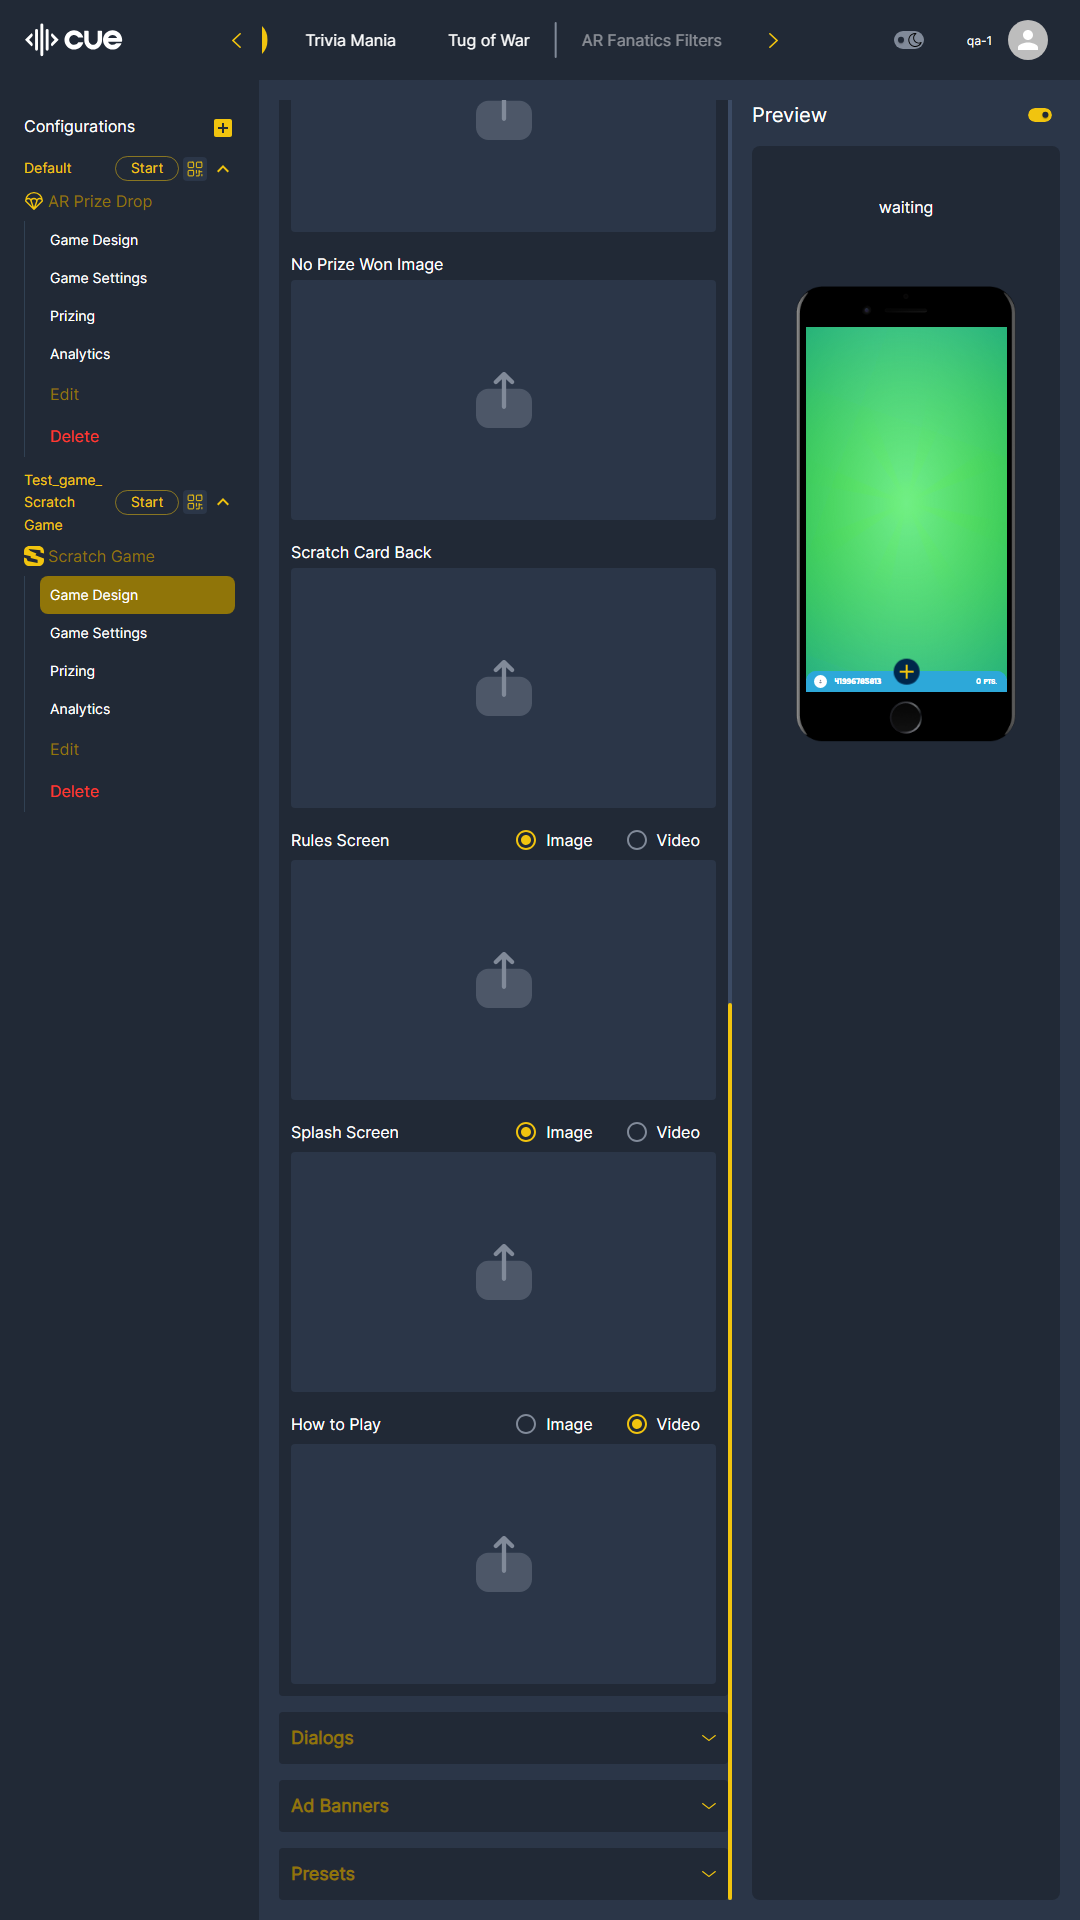 cue
Trivia Mania
Tug of War
AR Fanatics Filters
qa-1
Configurations
Default
Start
AR Prize Drop
Game Design
Game Settings
Prizing
Analytics
Edit
Delete
Test_game_
Scratch
Game
Start
Scratch Game
Game Design
Game Settings
Prizing
Analytics
Edit
Delete
No Prize Won Image
Scratch Card Back
Rules Screen
Image
Video
Splash Screen
Image
Video
How to Play
Image
Video
Dialogs
Ad Banners
Presets
Preview
waiting
0 PTS.